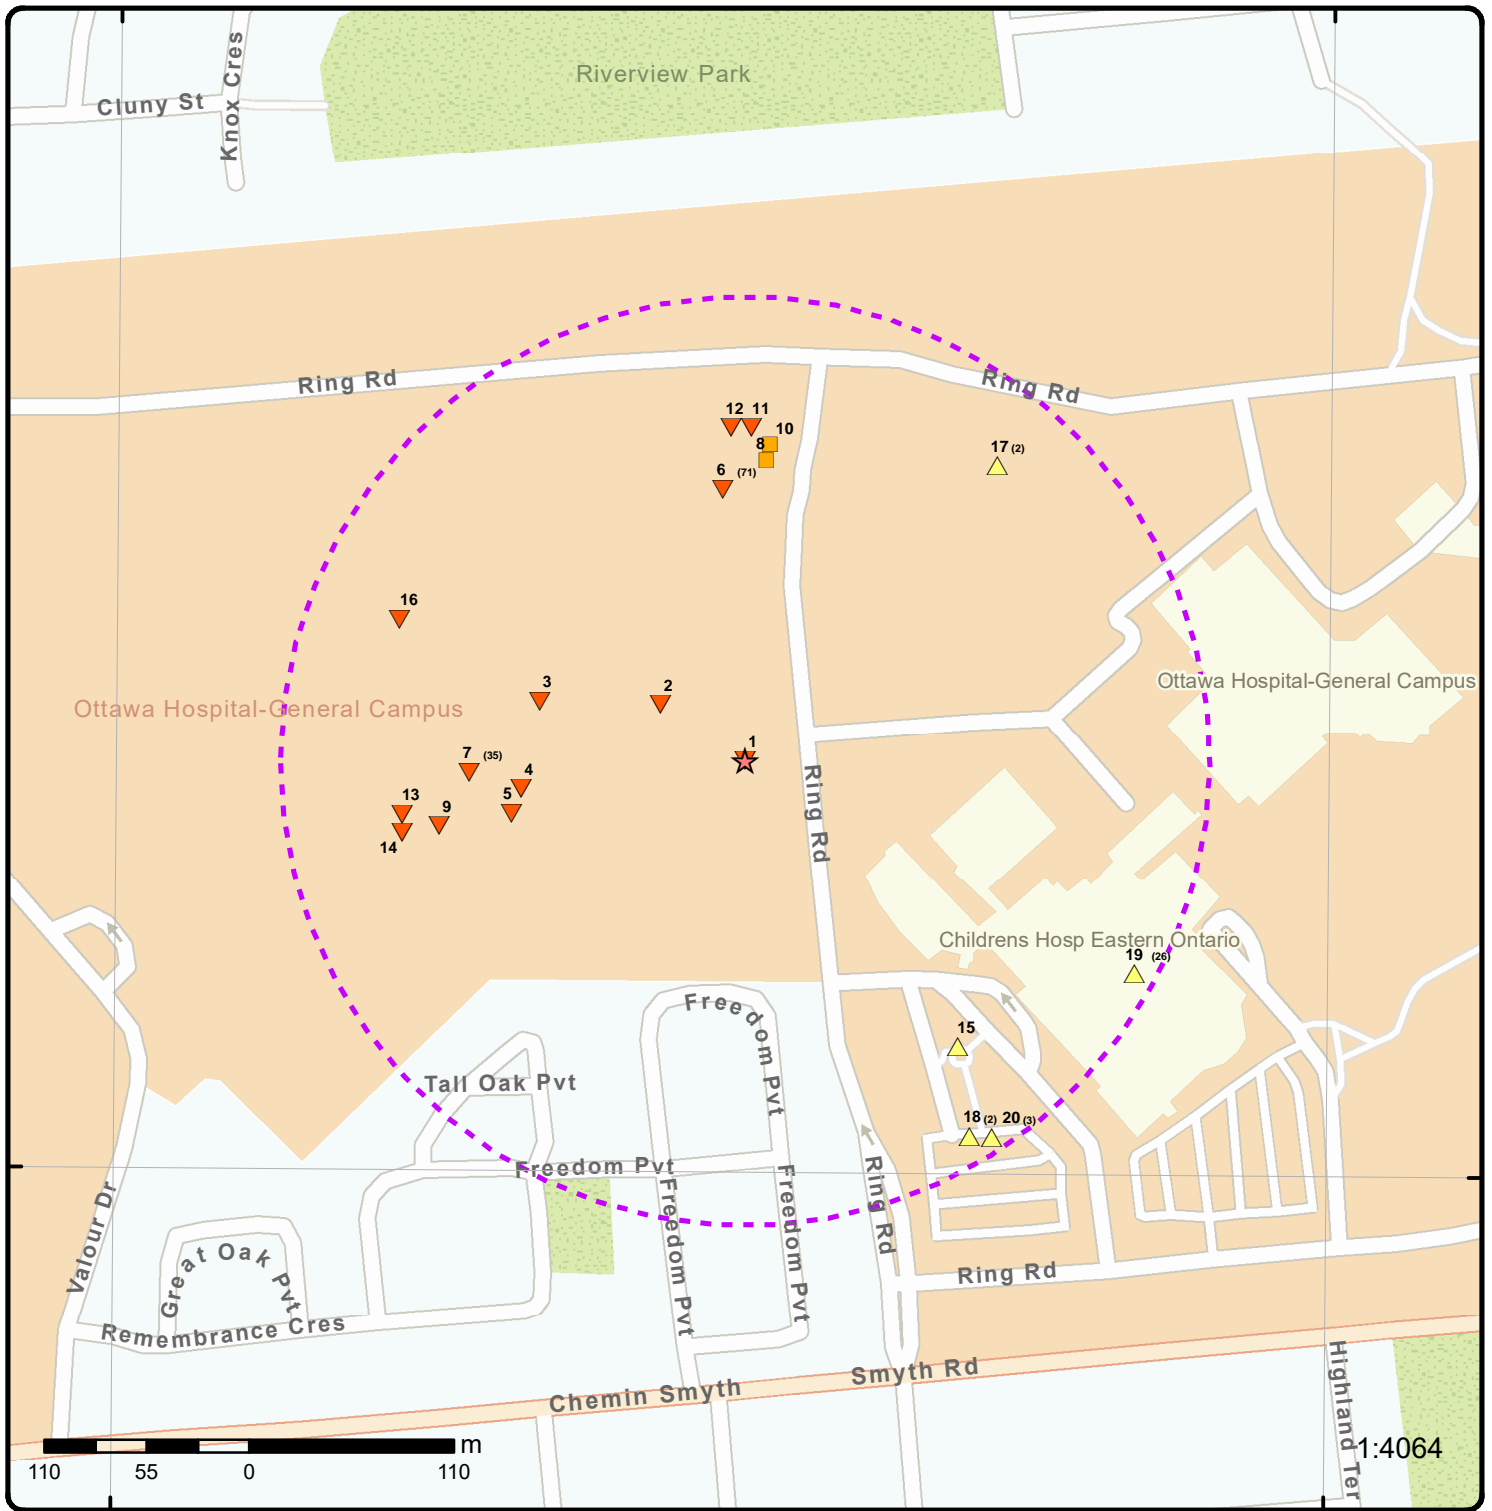 Riverview Park
Cluny St
Knox Cres
Ring Rd
Ring Rd
12
11
10
8
6 (71)
17 (2)
16
3
2
Ottawa Hospital-General Campus
Ottawa Hospital-General Campus
1
7 (35)
4
13
9
5
14
Ring Rd
Childrens Hosp Eastern Ontario
19 (26)
Freedom Pvt
15
Tall Oak Pvt
18 (2)
20 (3)
Freedom Pvt
Freedom Pvt
Freedom Pvt
Ring Rd
Valour Dr
Great Oak Pvt
Ring Rd
Remembrance Cres
Smyth Rd
Chemin Smyth
Highland Ter
m
110 55 0 110
1:4064